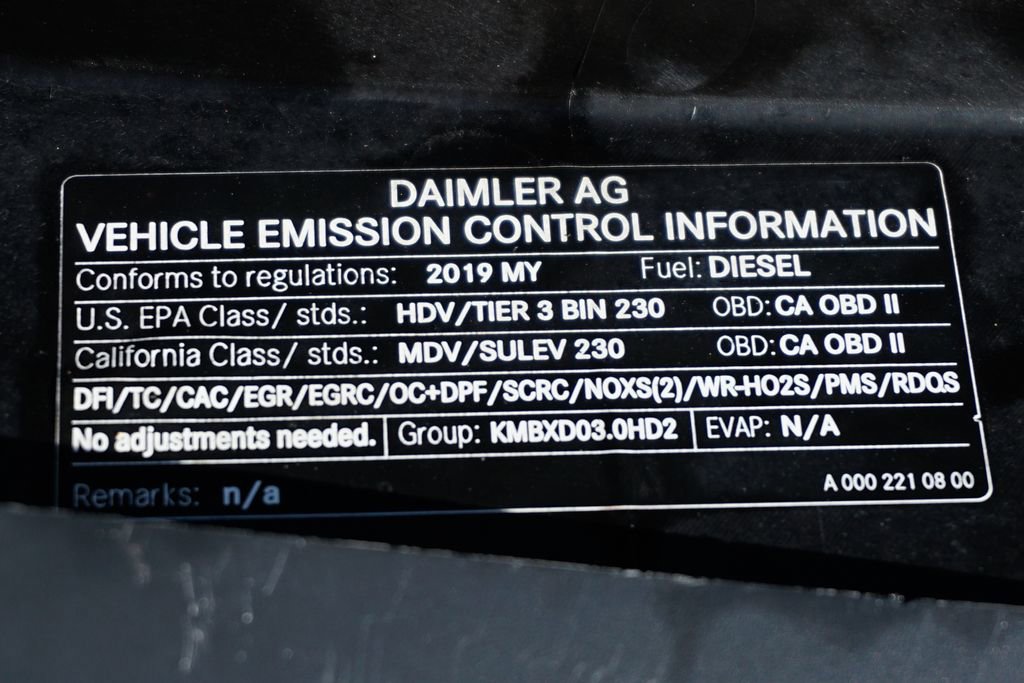 DAIMLER AG
VEHICLE EMISSION CONTROL INFORMATION
Conforms to regulations: 2019 MY Fuel: DIESEL
U.S. EPA Class/ stds.: HDV/TIER 3 BIN 230 OBD: CA OBD II
California Class/ stds.: MDV/SULEV 230 OBD: CA OBD II
DFI/TC/CAC/EGR/EGRC/OC+DPF/SCRC/NOXS(2)/WR-HO2S/PMS/RDQS
No adjustments needed. Group: KMBXD03.0HD2 EVAP: N/A
Remarks: n/a A 000 221 08 00